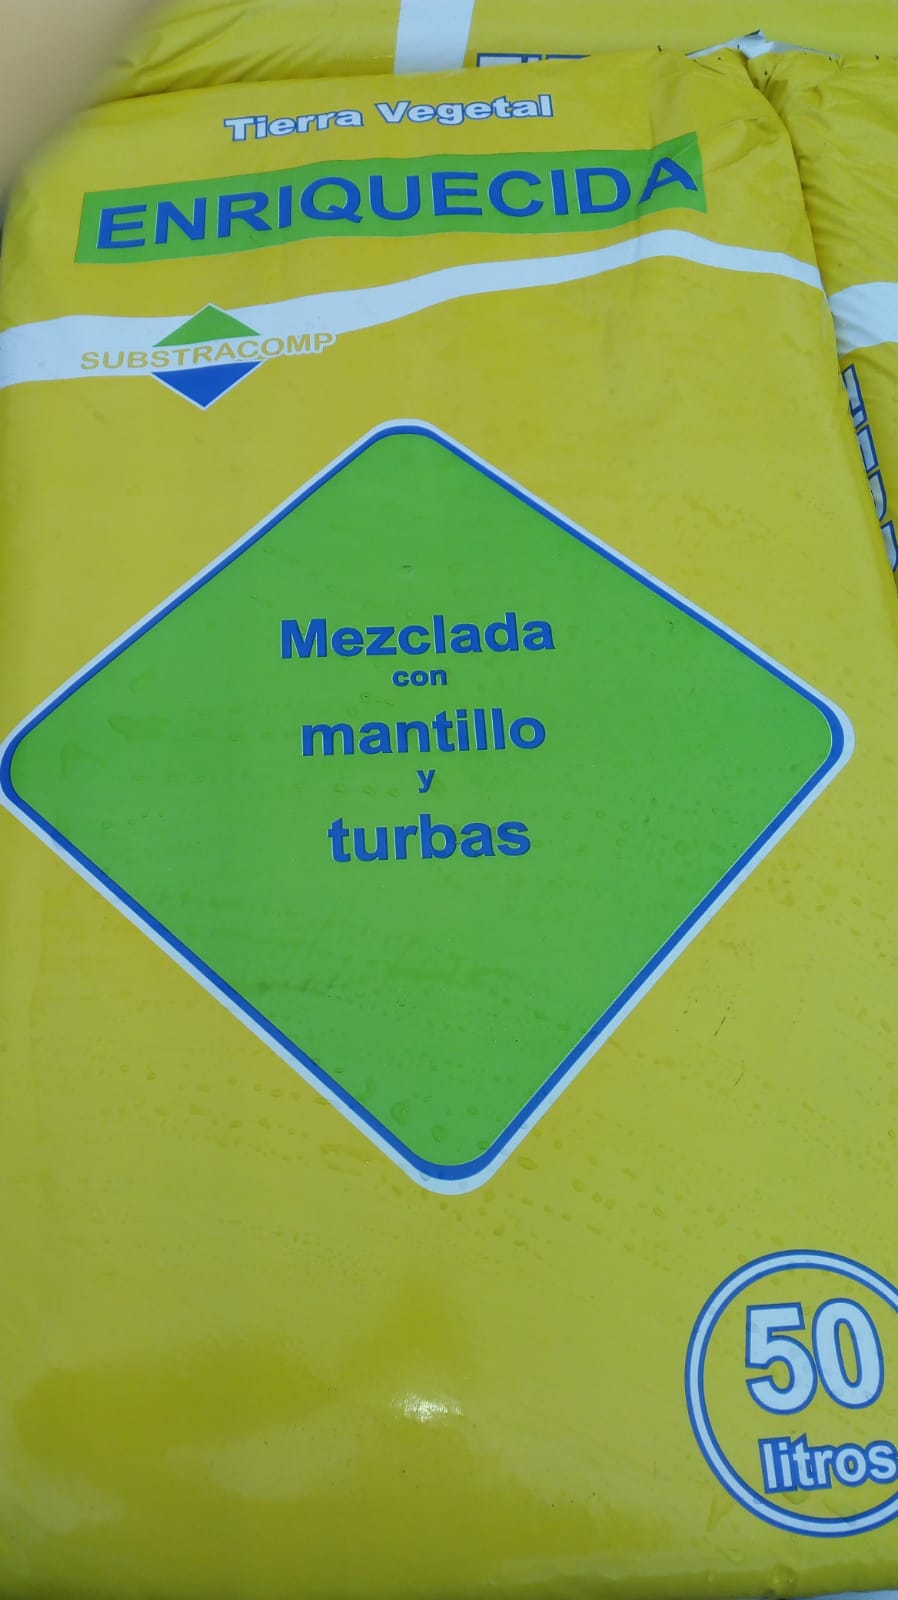 Tierra Vegetal
ENRIQUECIDA
SUBSTRACOMP
Mezclada
con
mantillo
y
turbas
50
litros